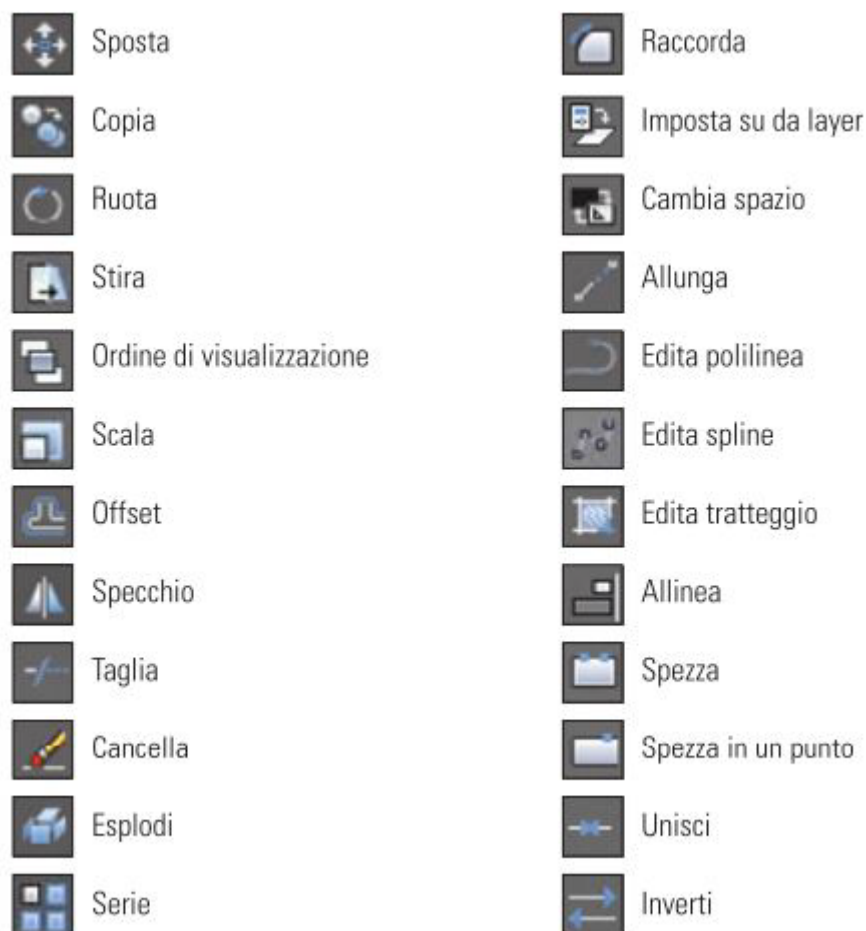 Sposta
Copia
Ruota
Stira
Ordine di visualizzazione
Scala
Offset
Specchio
Taglia
Cancella
Esplodi
Serie
Raccorda
Imposta su da layer
Cambia spazio
Allunga
Edita polilinea
Edita spline
Edita tratteggio
Allinea
Spezza
Spezza in un punto
Unisci
Inverti